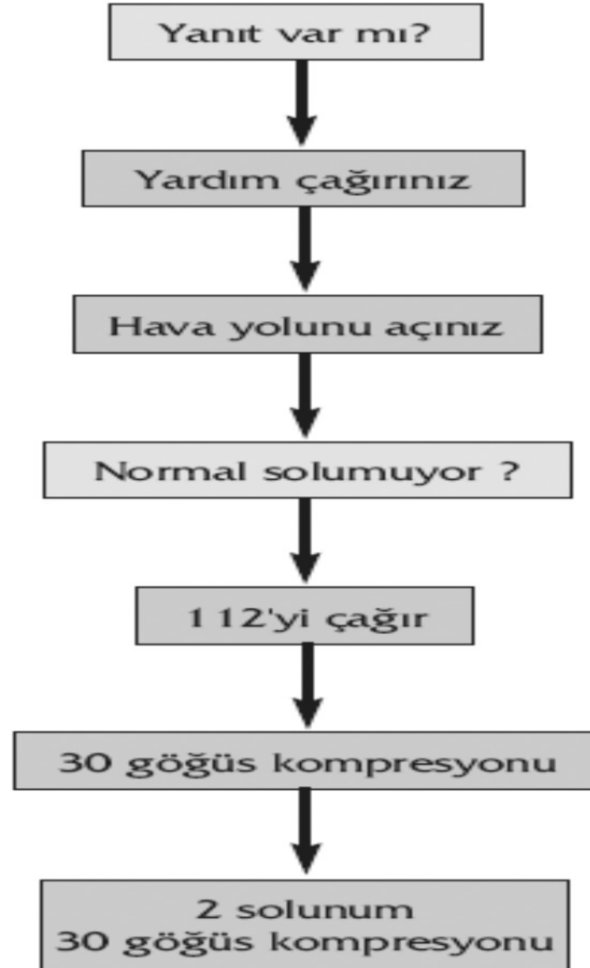 Yanıt var mı?
Yardım çağırınız
Hava yolunu açınız
Normal solumuyor ?
112'yi çağır
30 göğüs kompresyonu
2 solunum
30 göğüs kompresyonu